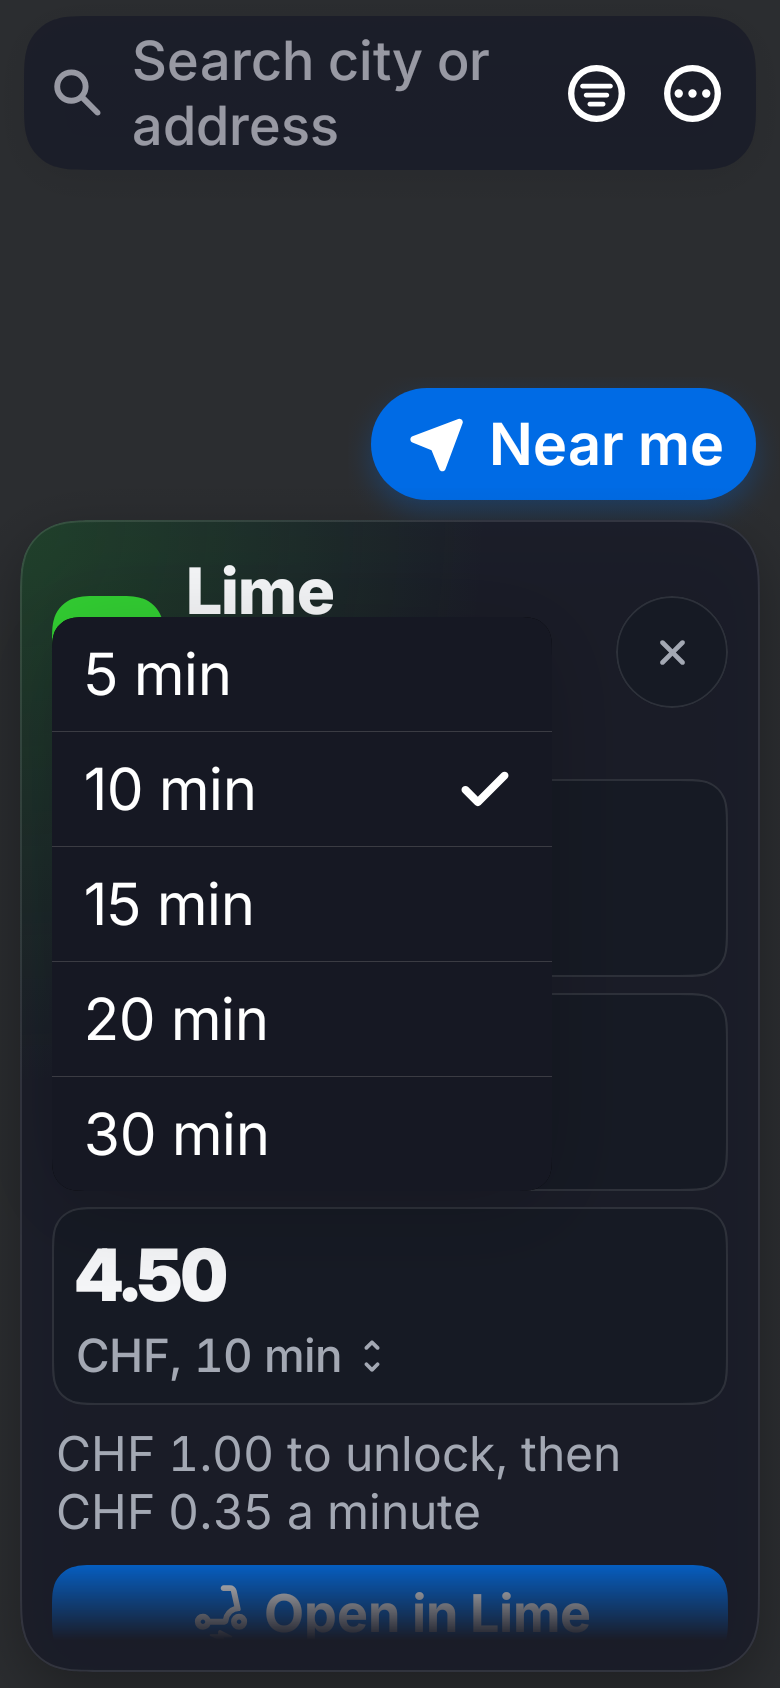 Search city or
address
Near me
Lime
5 min
10 min
15 min
20 min
30 min
4.50
CHF, 10 min
CHF 1.00 to unlock, then
CHF 0.35 a minute
Open in Lime